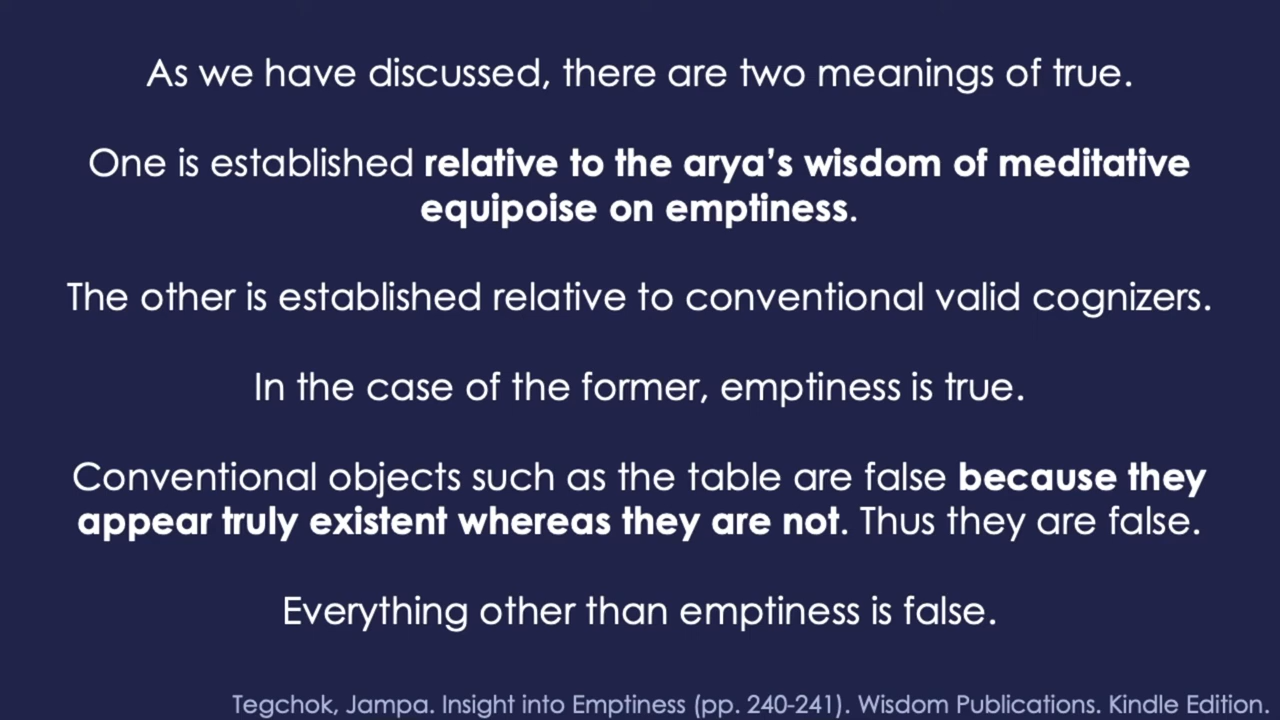 As we have discussed, there are two meanings of true.
One is established relative to the arya’s wisdom of meditative
equipoise on emptiness.
The other is established relative to conventional valid cognizers.
In the case of the former, emptiness is true.
Conventional objects such as the table are false because they
appear truly existent whereas they are not. Thus they are false.
Everything other than emptiness is false.
Tegchok, Jampa. Insight into Emptiness (pp. 240-241). Wisdom Publications. Kindle Edition.